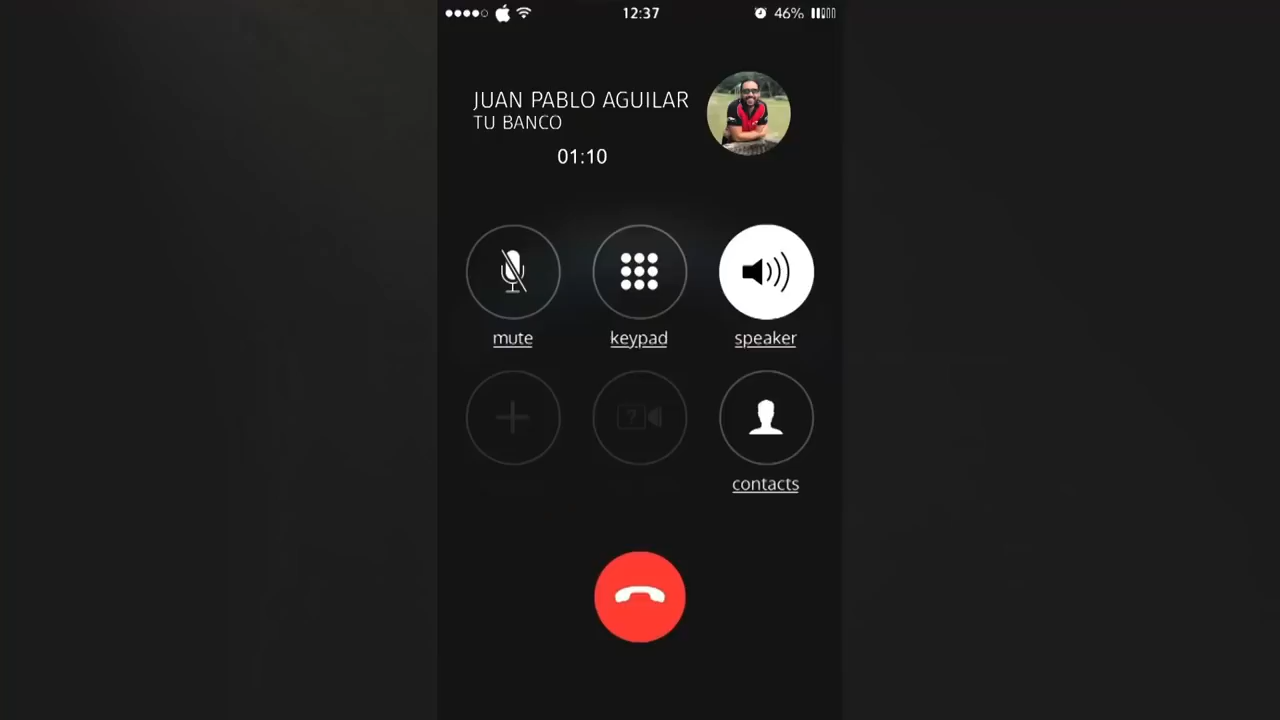 12:37
46%
JUAN PABLO AGUILAR
TU BANCO
01:10
mute
keypad
speaker
?
contacts